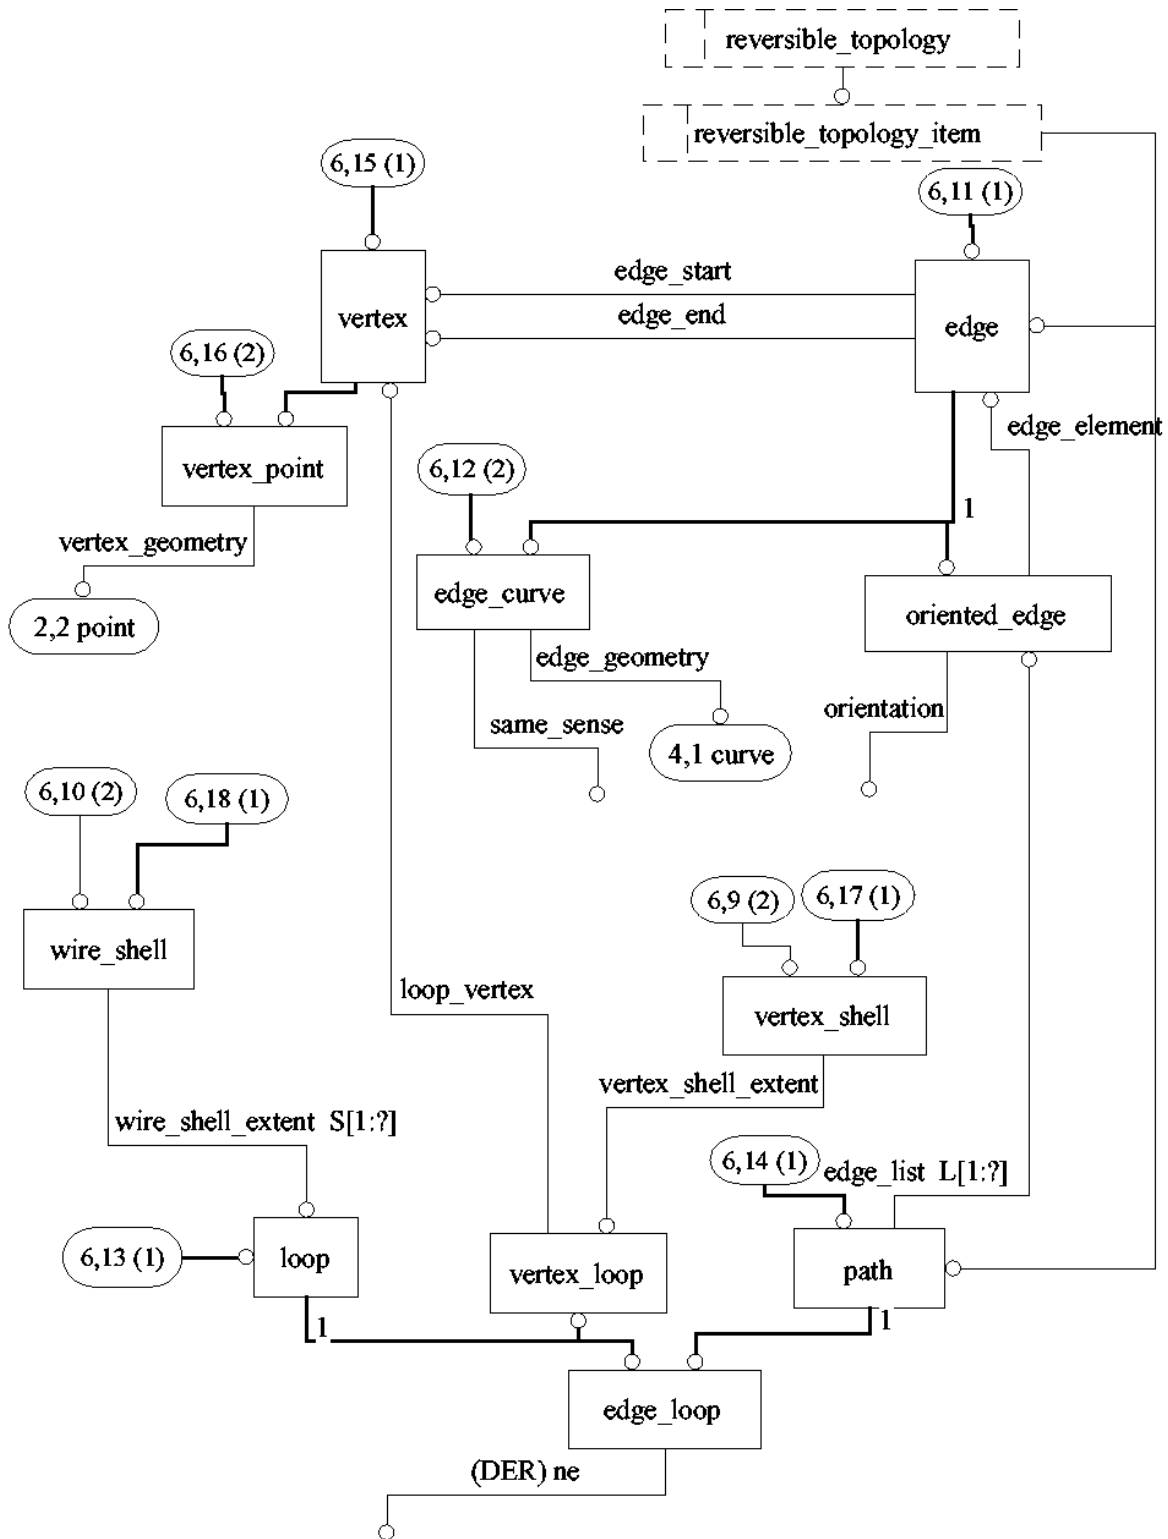 reversible_topology
reversible_topology_item
6,15 (1)
6,11 (1)
edge_start
vertex
edge_end
edge
6,16 (2)
edge_element
vertex_point
6,12 (2)
1
vertex_geometry
edge_curve
oriented_edge
2,2 point
edge_geometry
orientation
same_sense
4,1 curve
6,10 (2)
6,18 (1)
6,9 (2)
6,17 (1)
wire_shell
loop_vertex
vertex_shell
vertex_shell_extent
wire_shell_extent S[1:?]
6,14 (1)
edge_list L[1:?]
6,13 (1)
loop
vertex_loop
path
1
1
edge_loop
(DER) ne